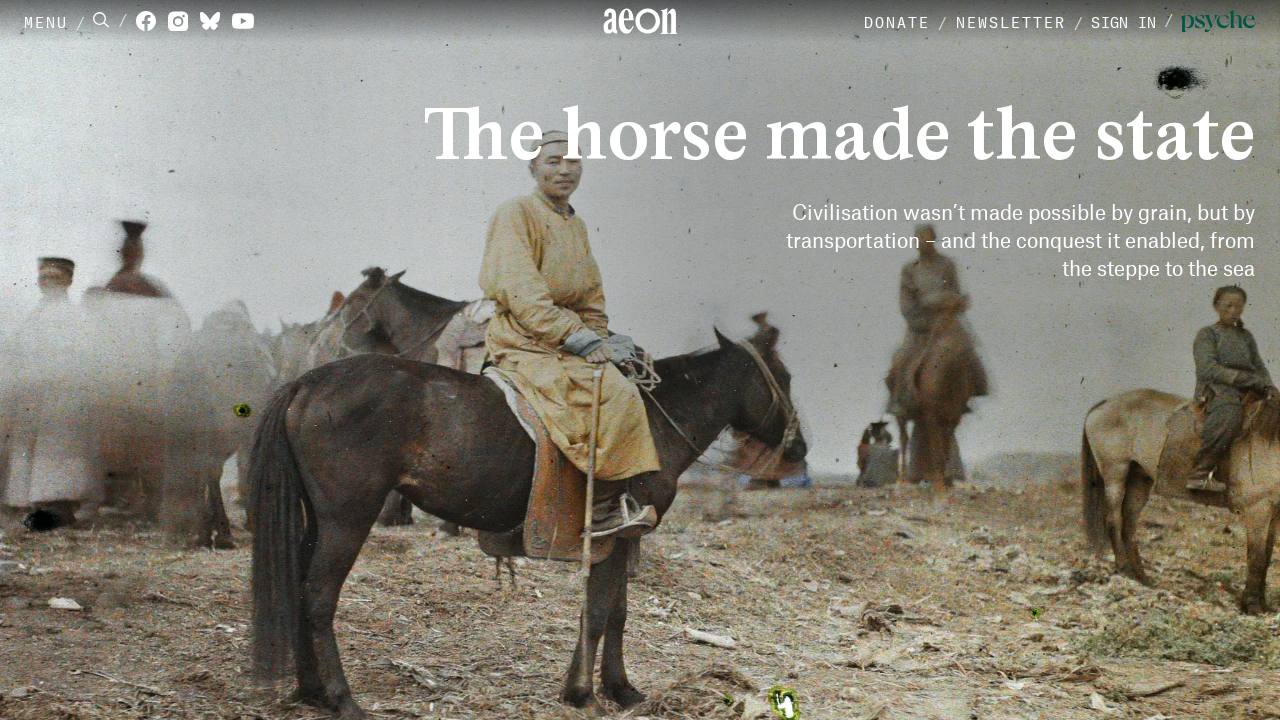 MENU / /
aeon
DONATE / NEWSLETTER / SIGN IN / psyche
The horse made the state
Civilisation wasn’t made possible by grain, but by
transportation – and the conquest it enabled, from
the steppe to the sea